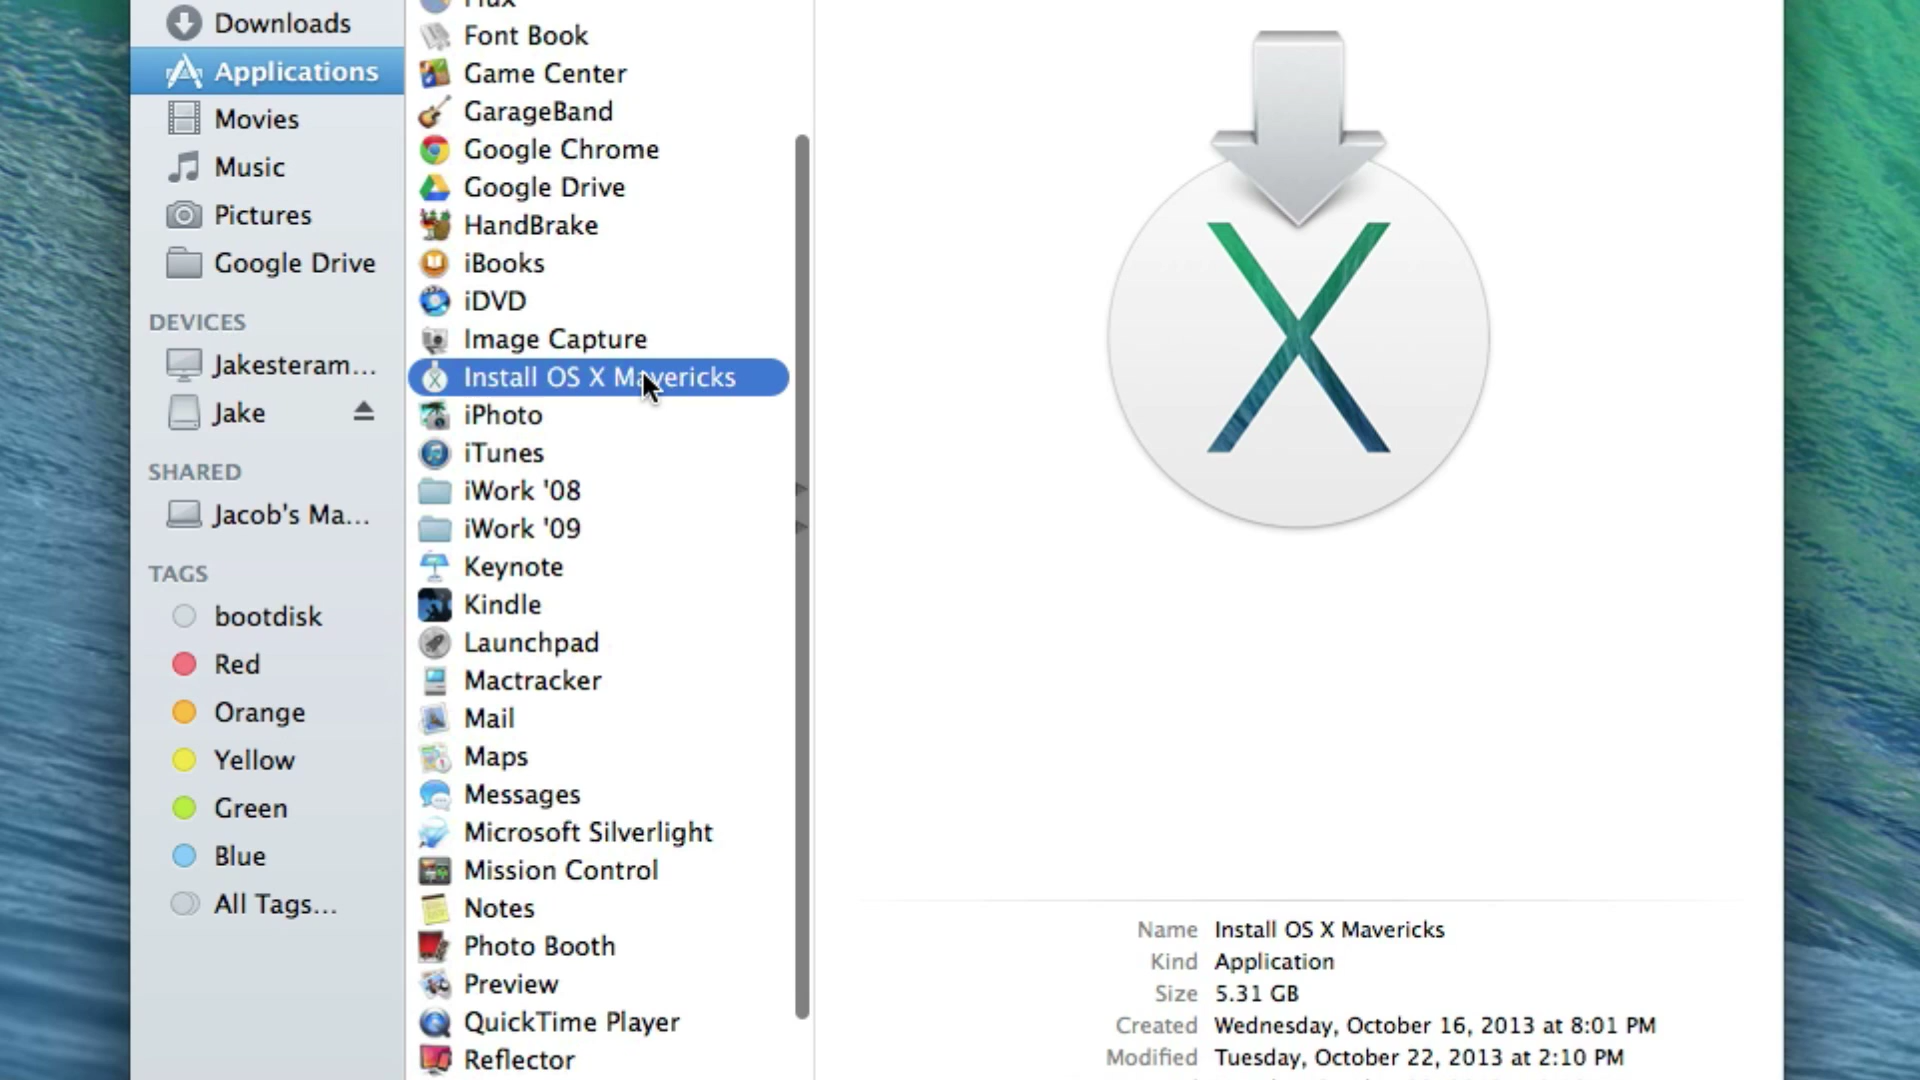 Downloads
Applications
Movies
Music
Pictures
Google Drive
DEVICES
Jakesteram...
Jake
SHARED
Jacob's Ma...
TAGS
bootdisk
Red
Orange
Yellow
Green
Blue
All Tags...
Font Book
Game Center
GarageBand
Google Chrome
Google Drive
HandBrake
iBooks
iDVD
Image Capture
Install OS X Mavericks
iPhoto
iTunes
iWork '08
iWork '09
Keynote
Kindle
Launchpad
Mactracker
Mail
Maps
Messages
Microsoft Silverlight
Mission Control
Notes
Photo Booth
Preview
QuickTime Player
Reflector
X
Name Install OS X Mavericks
Kind Application
Size 5.31 GB
Created Wednesday, October 16, 2013 at 8:01 PM
Modified Tuesday, October 22, 2013 at 2:10 PM